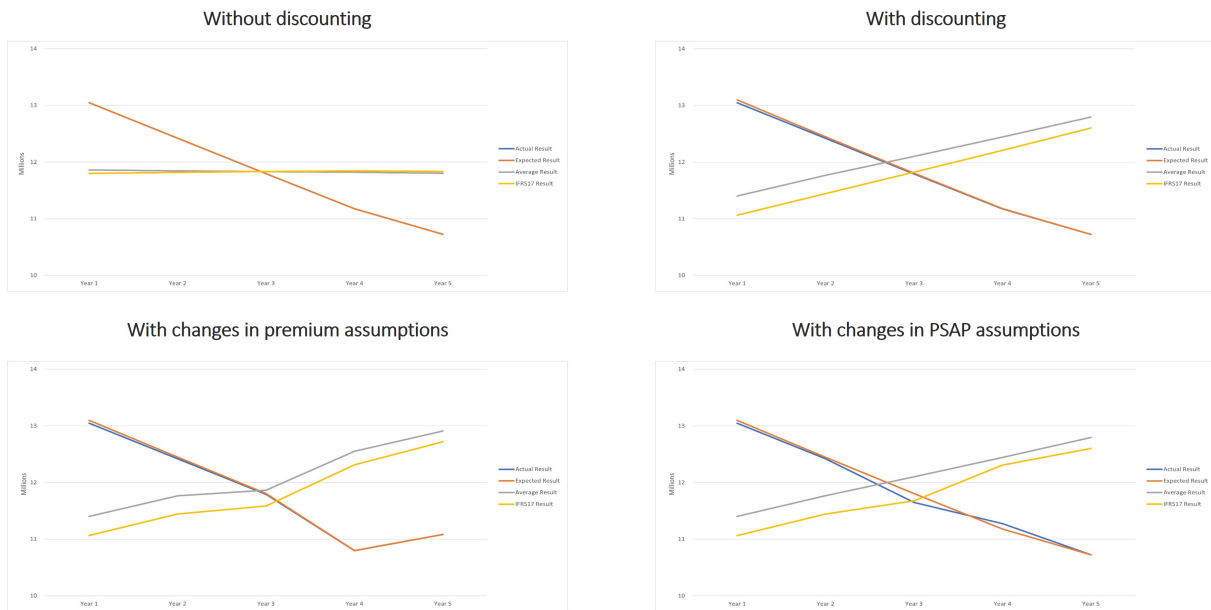 Without discounting
14
13
12
11
10
Millions
Year 1 Year 2 Year 3 Year 4 Year 5
Actual Result
Expected Result
Average Result
IFRS17 Result
With discounting
14
13
12
11
10
Millions
Year 1 Year 2 Year 3 Year 4 Year 5
Actual Result
Expected Result
Average Result
IFRS17 Result
With changes in premium assumptions
14
13
12
11
10
Millions
Year 1 Year 2 Year 3 Year 4 Year 5
Actual Result
Expected Result
Average Result
IFRS17 Result
With changes in PSAP assumptions
14
13
12
11
10
Millions
Year 1 Year 2 Year 3 Year 4 Year 5
Actual Result
Expected Result
Average Result
IFRS17 Result